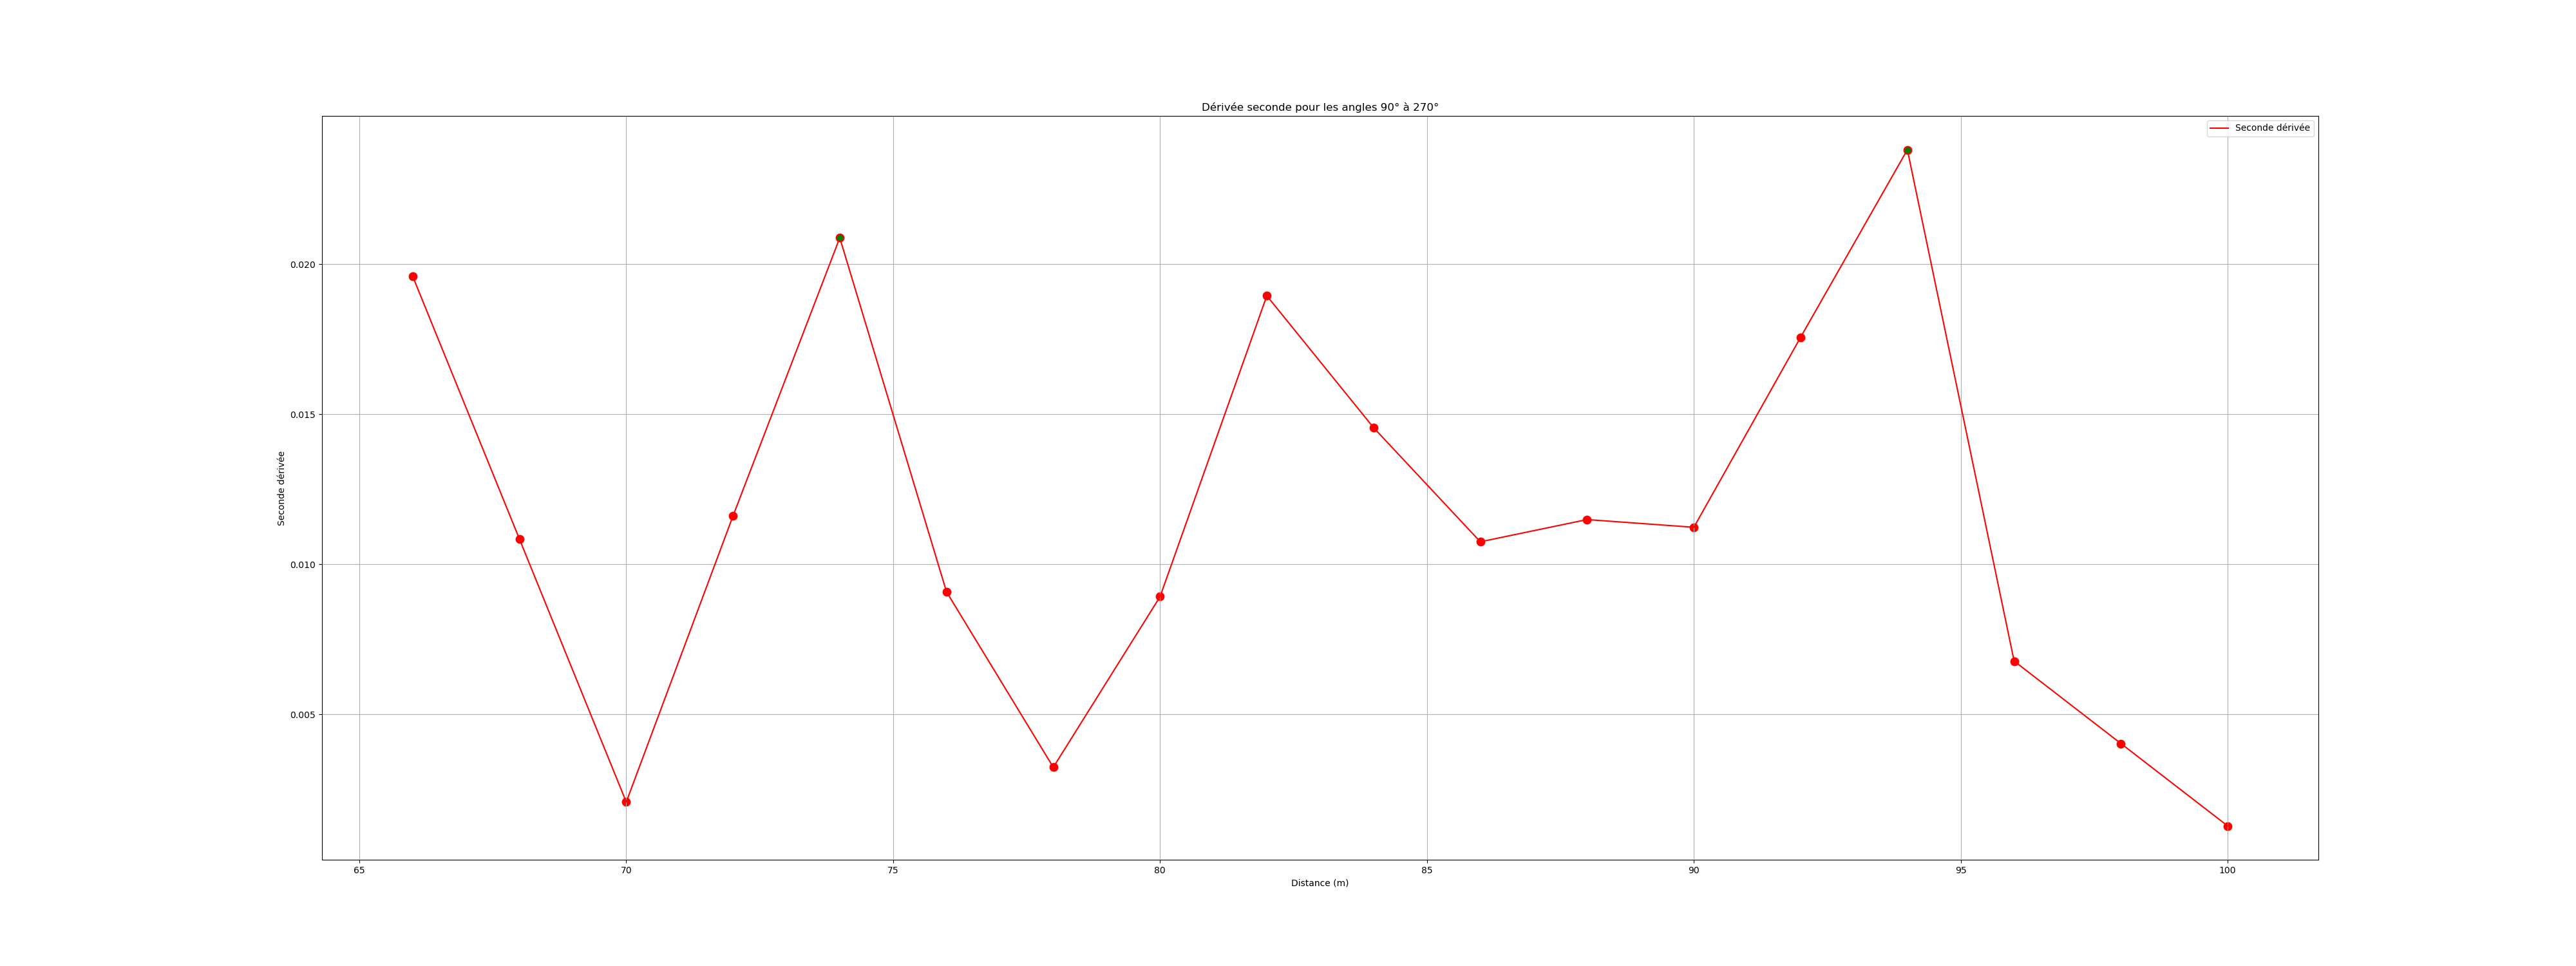 Dérivée seconde pour les angles 90° à 270°
Seconde dérivée
0.020
0.015
0.010
0.005
Seconde dérivée
65 70 75 80 85 90 95 100
Distance (m)